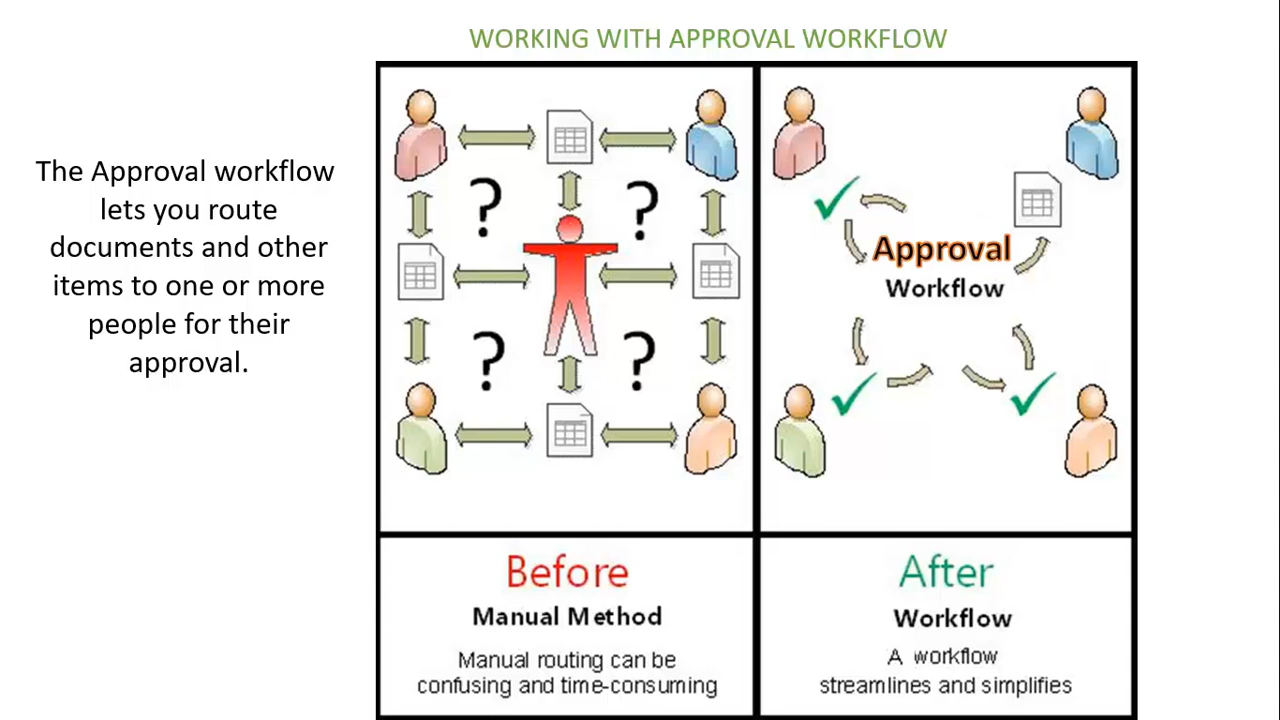 WORKING WITH APPROVAL WORKFLOW
The Approval workflow
lets you route
documents and other
items to one or more
people for their
approval.
? ?
? ?
Approval
Workflow
Before
Manual Method
Manual routing can be
confusing and time-consuming
After
Workflow
A workflow
streamlines and simplifies